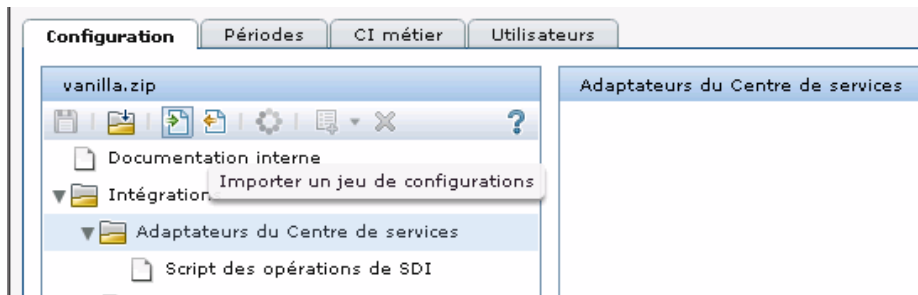 Configuration Périodes CI métier Utilisateurs
vanilla.zip Adaptateurs du Centre de services
?
Documentation interne
Importer un jeu de configurations
Intégration
Adaptateurs du Centre de services
Script des opérations de SDI